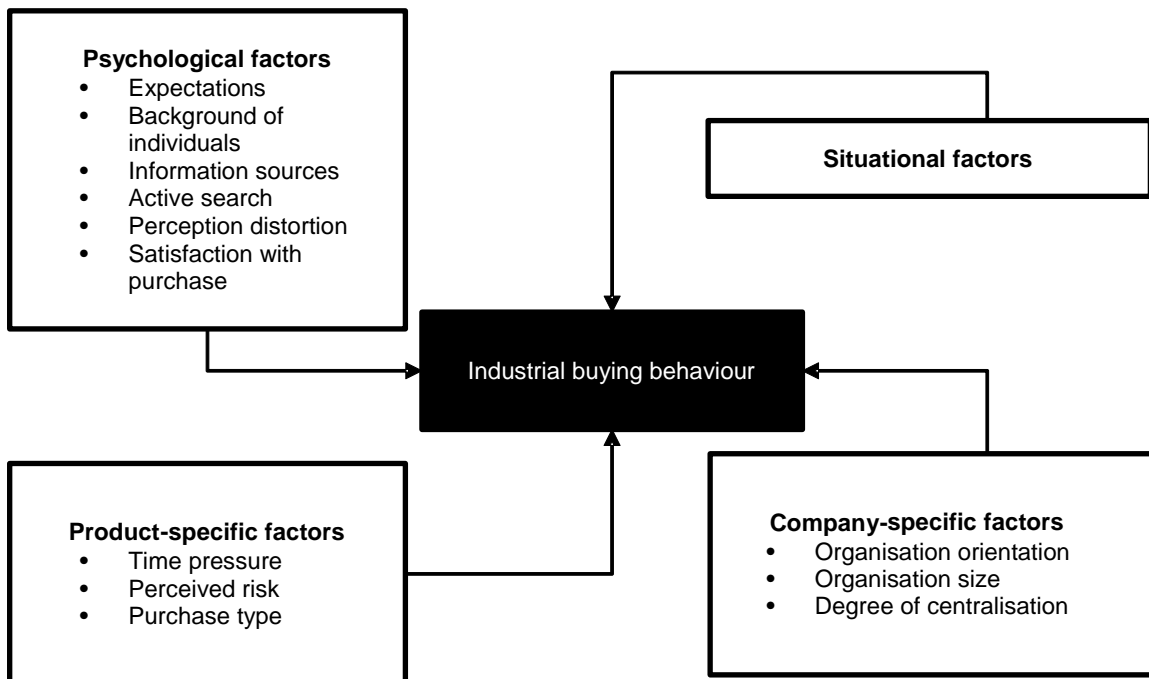 Psychological factors
• Expectations
• Background of
individuals
• Information sources
• Active search
• Perception distortion
• Satisfaction with
purchase
Situational factors
Industrial buying behaviour
Product-specific factors
• Time pressure
• Perceived risk
• Purchase type
Company-specific factors
• Organisation orientation
• Organisation size
• Degree of centralisation